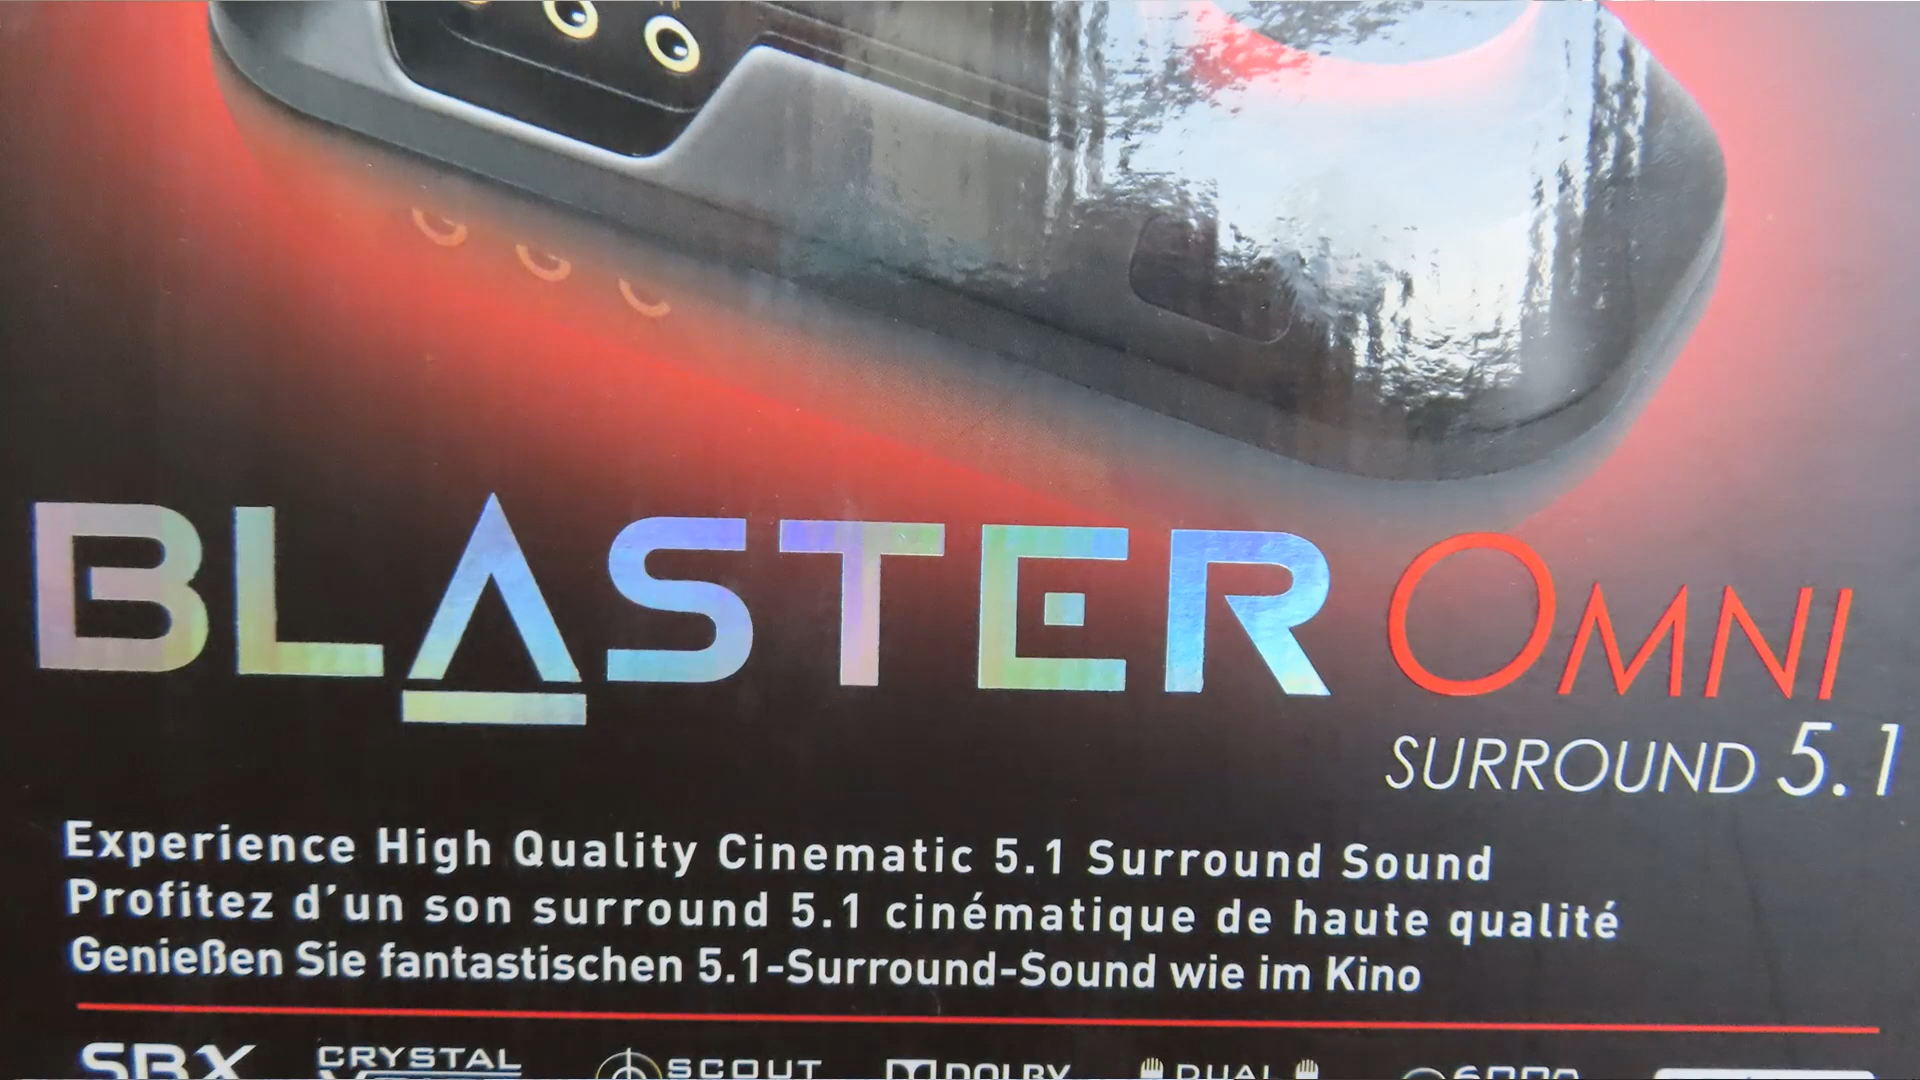 BLASTER OMNI
SURROUND 5.1
Experience High Quality Cinematic 5.1 Surround Sound
Profitez d'un son surround 5.1 cinématique de haute qualité
Genießen Sie fantastischen 5.1-Surround-Sound wie im Kino
SBX CRYSTAL SCOUT DOLBY DUAL